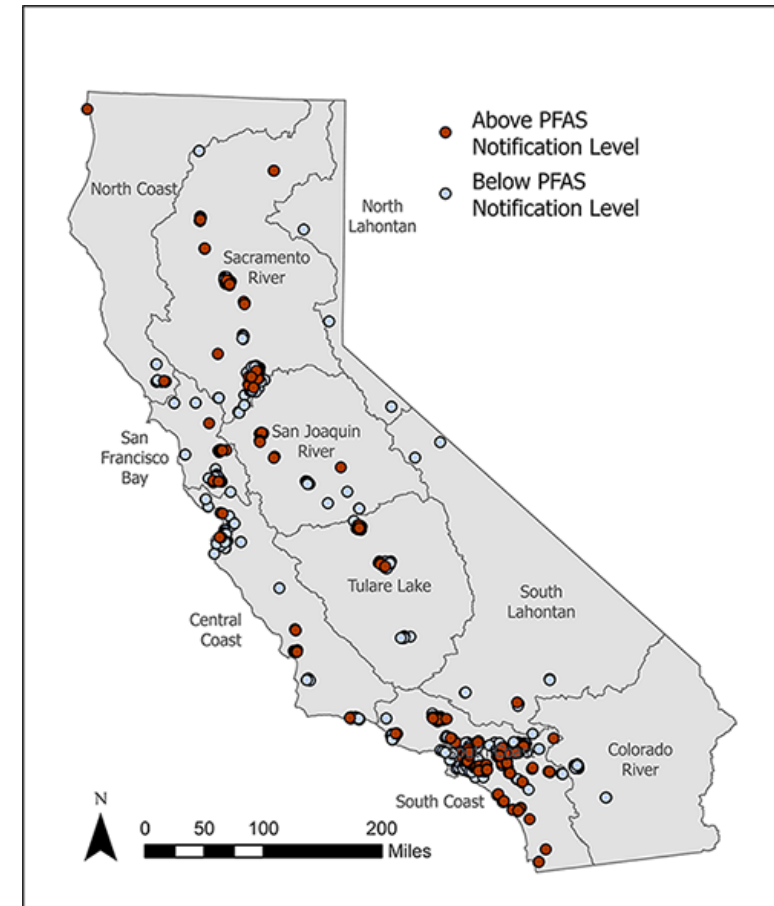 Above PFAS
Notification Level
Below PFAS
Notification Level
North Coast
North
Lahontan
Sacramento
River
San
Francisco
Bay
San Joaquin
River
Tulare Lake
South
Lahontan
Central
Coast
Colorado
River
South Coast
N
0 50 100 200
Miles